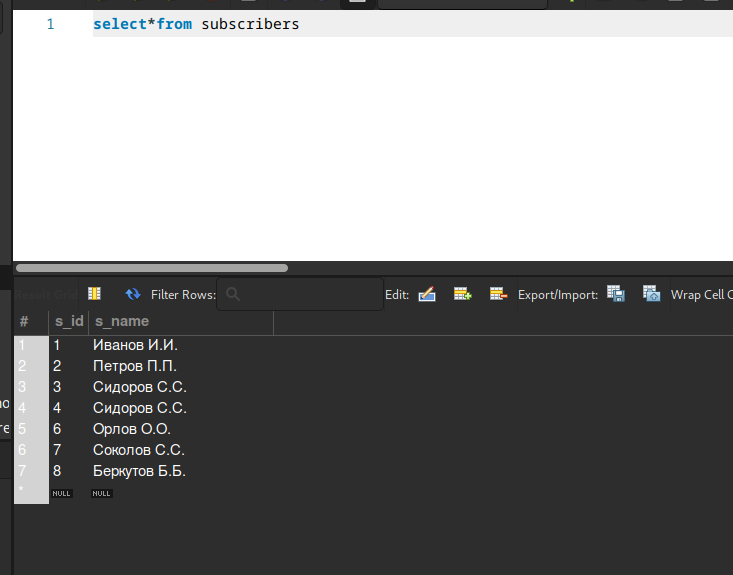 1 select*from subscribers
Result Grid Filter Rows: Edit: Export/Import: Wrap Cell C
# s_id s_name
1 1 Иванов И.И.
2 2 Петров П.П.
3 3 Сидоров С.С.
4 4 Сидоров С.С.
5 6 Орлов О.О.
6 7 Соколов С.С.
7 8 Беркутов Б.Б.
* NULL NULL